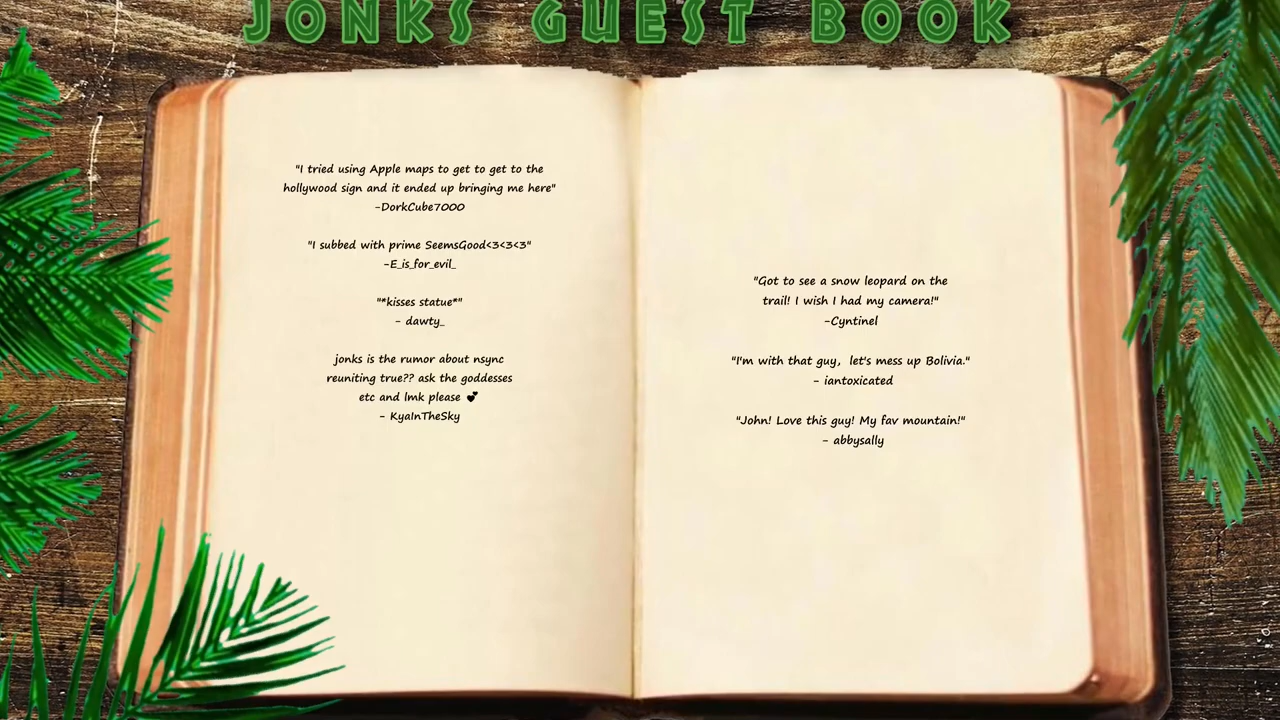 JONKS GUEST BOOK
"I tried using Apple maps to get to get to the
hollywood sign and it ended up bringing me here"
-DorkCube7000
"I subbed with prime SeemsGood<3<3<3"
-E_is_for_evil_
"*kisses statue*"
- dawty_
jonks is the rumor about nsync
reuniting true?? ask the goddesses
etc and lmk please 💕
- KyaInTheSky
"Got to see a snow leopard on the
trail! I wish I had my camera!"
-Cyntinel
"I'm with that guy,  let's mess up Bolivia."
- iantoxicated
"John! Love this guy! My fav mountain!"
- abbysally